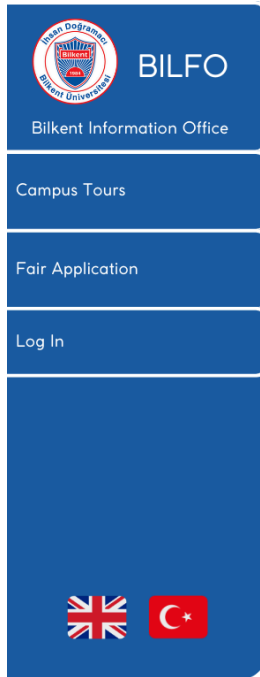 İhsan Doğramacı
Bilkent
1984
Bilkent Üniversitesi
BILFO
Bilkent Information Office
Campus Tours
Fair Application
Log In